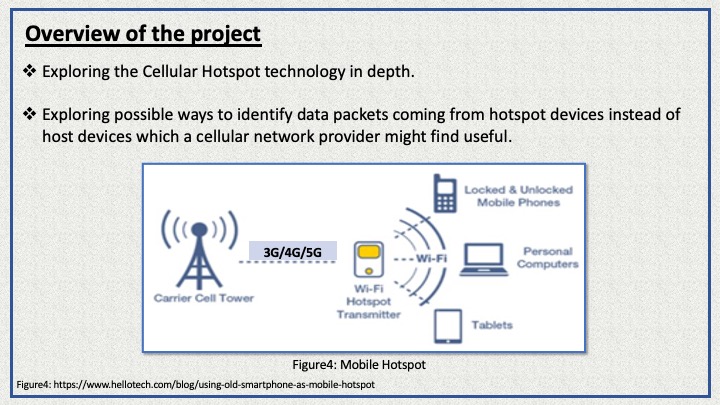 Overview of the project
❖ Exploring the Cellular Hotspot technology in depth.
❖ Exploring possible ways to identify data packets coming from hotspot devices instead of
host devices which a cellular network provider might find useful.
Locked & Unlocked
Mobile Phones
3G/4G/5G
Wi-Fi
Personal
Computers
Carrier Cell Tower
Wi-Fi
Hotspot
Transmitter
Tablets
Figure4: Mobile Hotspot
Figure4: https://www.hellotech.com/blog/using-old-smartphone-as-mobile-hotspot